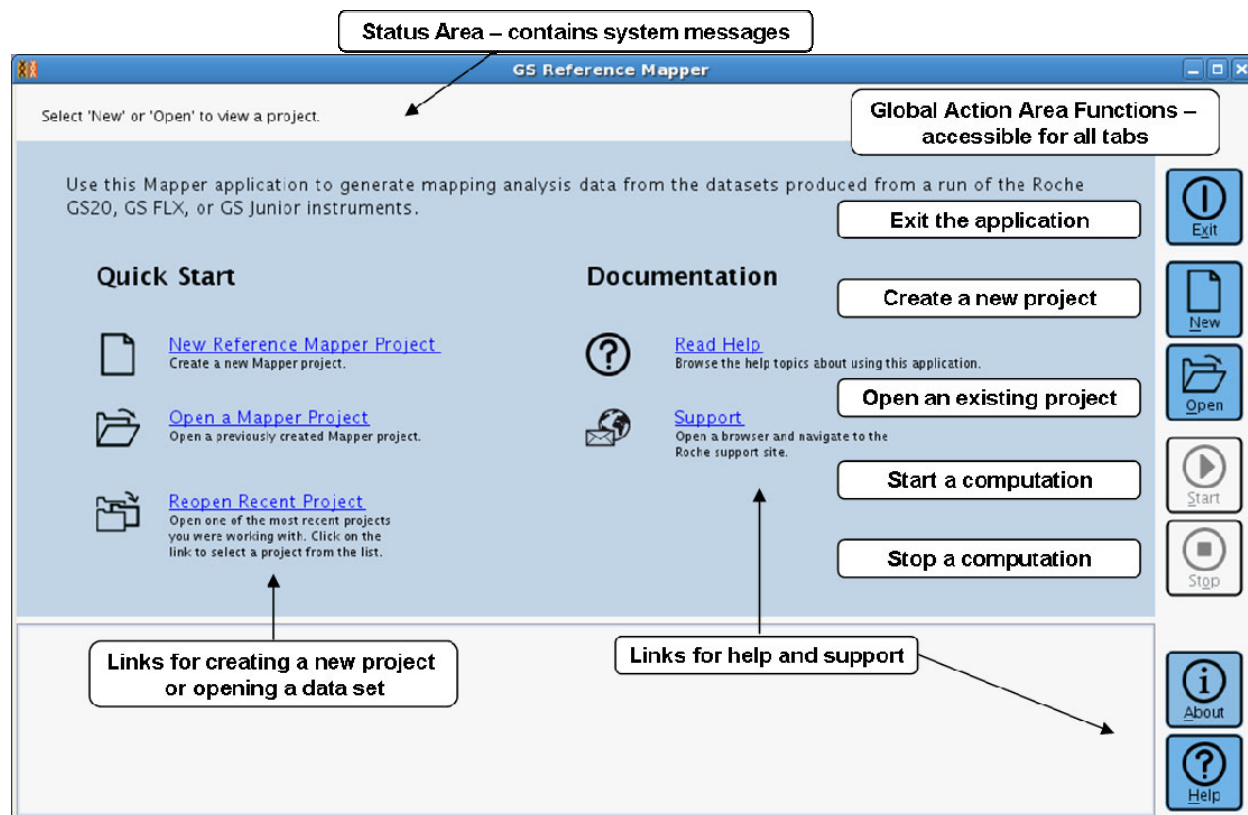 Status Area – contains system messages
GS Reference Mapper
Select 'New' or 'Open' to view a project.
Global Action Area Functions –
accessible for all tabs
Use this Mapper application to generate mapping analysis data from the datasets produced from a run of the Roche
GS20, GS FLX, or GS Junior instruments.
Exit the application
Exit
Quick Start
Documentation
Create a new project
New
New Reference Mapper Project
Create a new Mapper project.
Read Help
Browse the help topics about using this application.
Open an existing project
Open
Open a Mapper Project
Open a previously created Mapper project.
Support
Open a browser and navigate to the
Roche support site.
Start a computation
Start
Reopen Recent Project
Open one of the most recent projects
you were working with. Click on the
link to select a project from the list.
Stop a computation
Stop
Links for creating a new project
or opening a data set
Links for help and support
About
Help